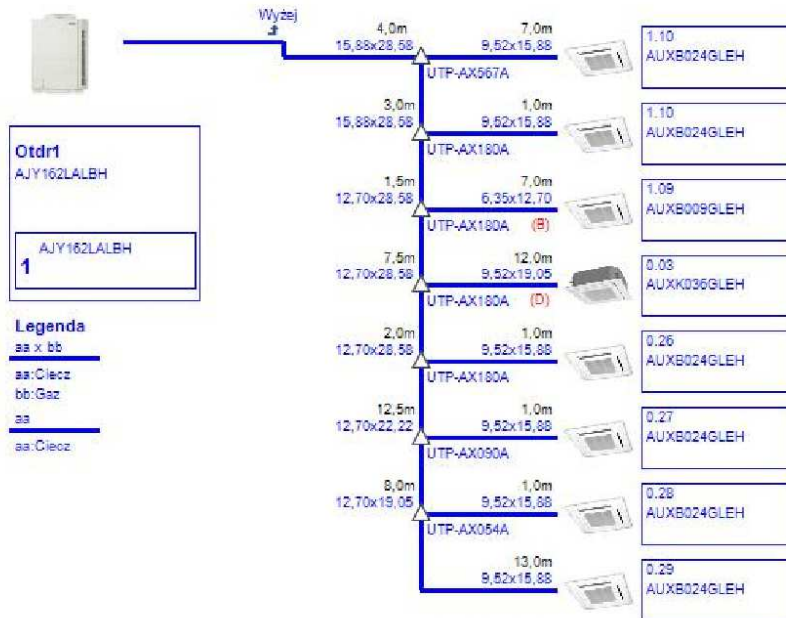 Wyżej
4,0m
15,88x28,58
UTP-AX567A
7,0m
9,52x15,88
1.10
AUXB024GLEH
3,0m
15,88x28,58
UTP-AX180A
1,0m
9,52x15,88
1.10
AUXB024GLEH
Otdr1
AJY162LALBH
AJY162LALBH
1
1,5m
12,70x28,58
UTP-AX180A
(B)
7,0m
6,35x12,70
1.09
AUXB009GLEH
7,5m
12,70x28,58
UTP-AX180A
(D)
12,0m
9,52x19,05
0.03
AUXK036GLEH
Legenda
aa x bb
aa:Ciecz
bb:Gaz
aa
aa:Ciecz
2,0m
12,70x28,58
UTP-AX180A
1,0m
9,52x15,88
0.26
AUXB024GLEH
12,5m
12,70x22,22
UTP-AX090A
1,0m
9,52x15,88
0.27
AUXB024GLEH
8,0m
12,70x19,05
UTP-AX054A
1,0m
9,52x15,88
0.28
AUXB024GLEH
13,0m
9,52x15,88
0.29
AUXB024GLEH